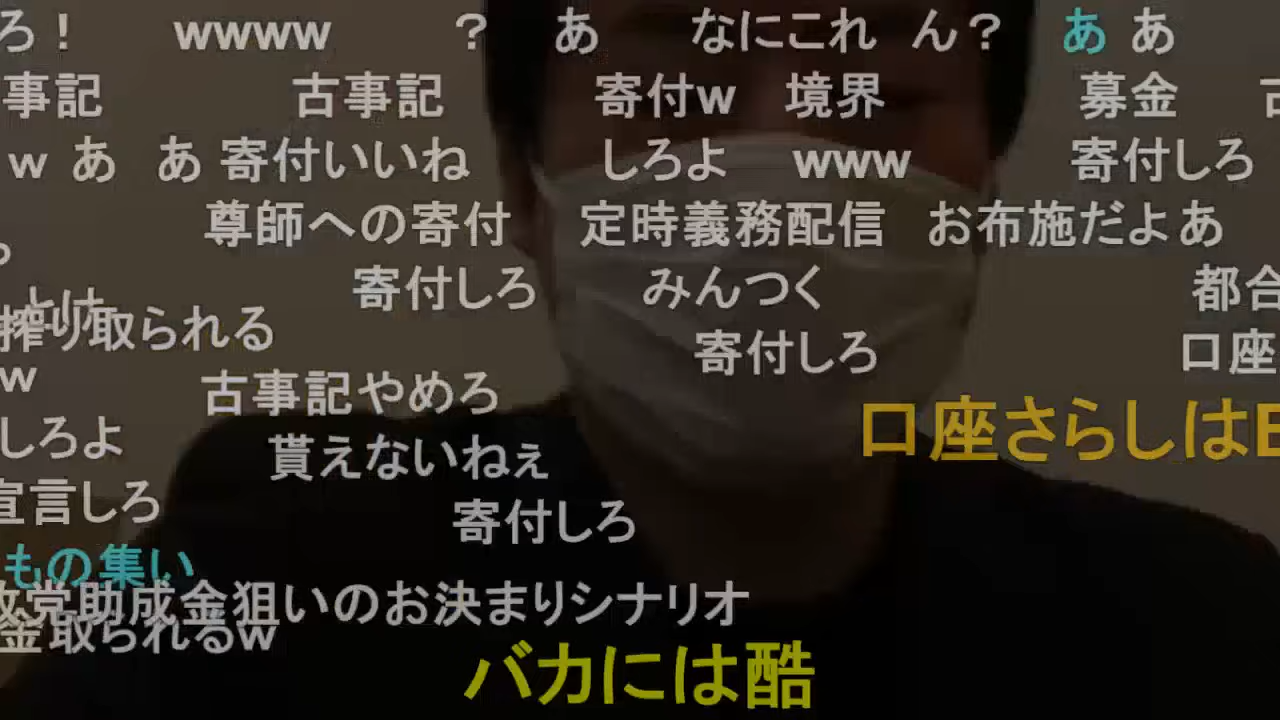 ろ！ wwww ？ あ なにこれ ん？ あ あ
事記 古事記 寄付w 境界 募金
w あ あ 寄付いいね しろよ www 寄付しろ
尊師への寄付 定時義務配信 お布施だよあ
寄付しろ みんつく 都合
搾り取られる
寄付しろ 口座
w 古事記やめろ
口座さらしは
しろよ 貰えないねぇ
宣言しろ 寄付しろ
もの集い
政党助成金狙いのお決まりシナリオ
金取られるw
バカには酷